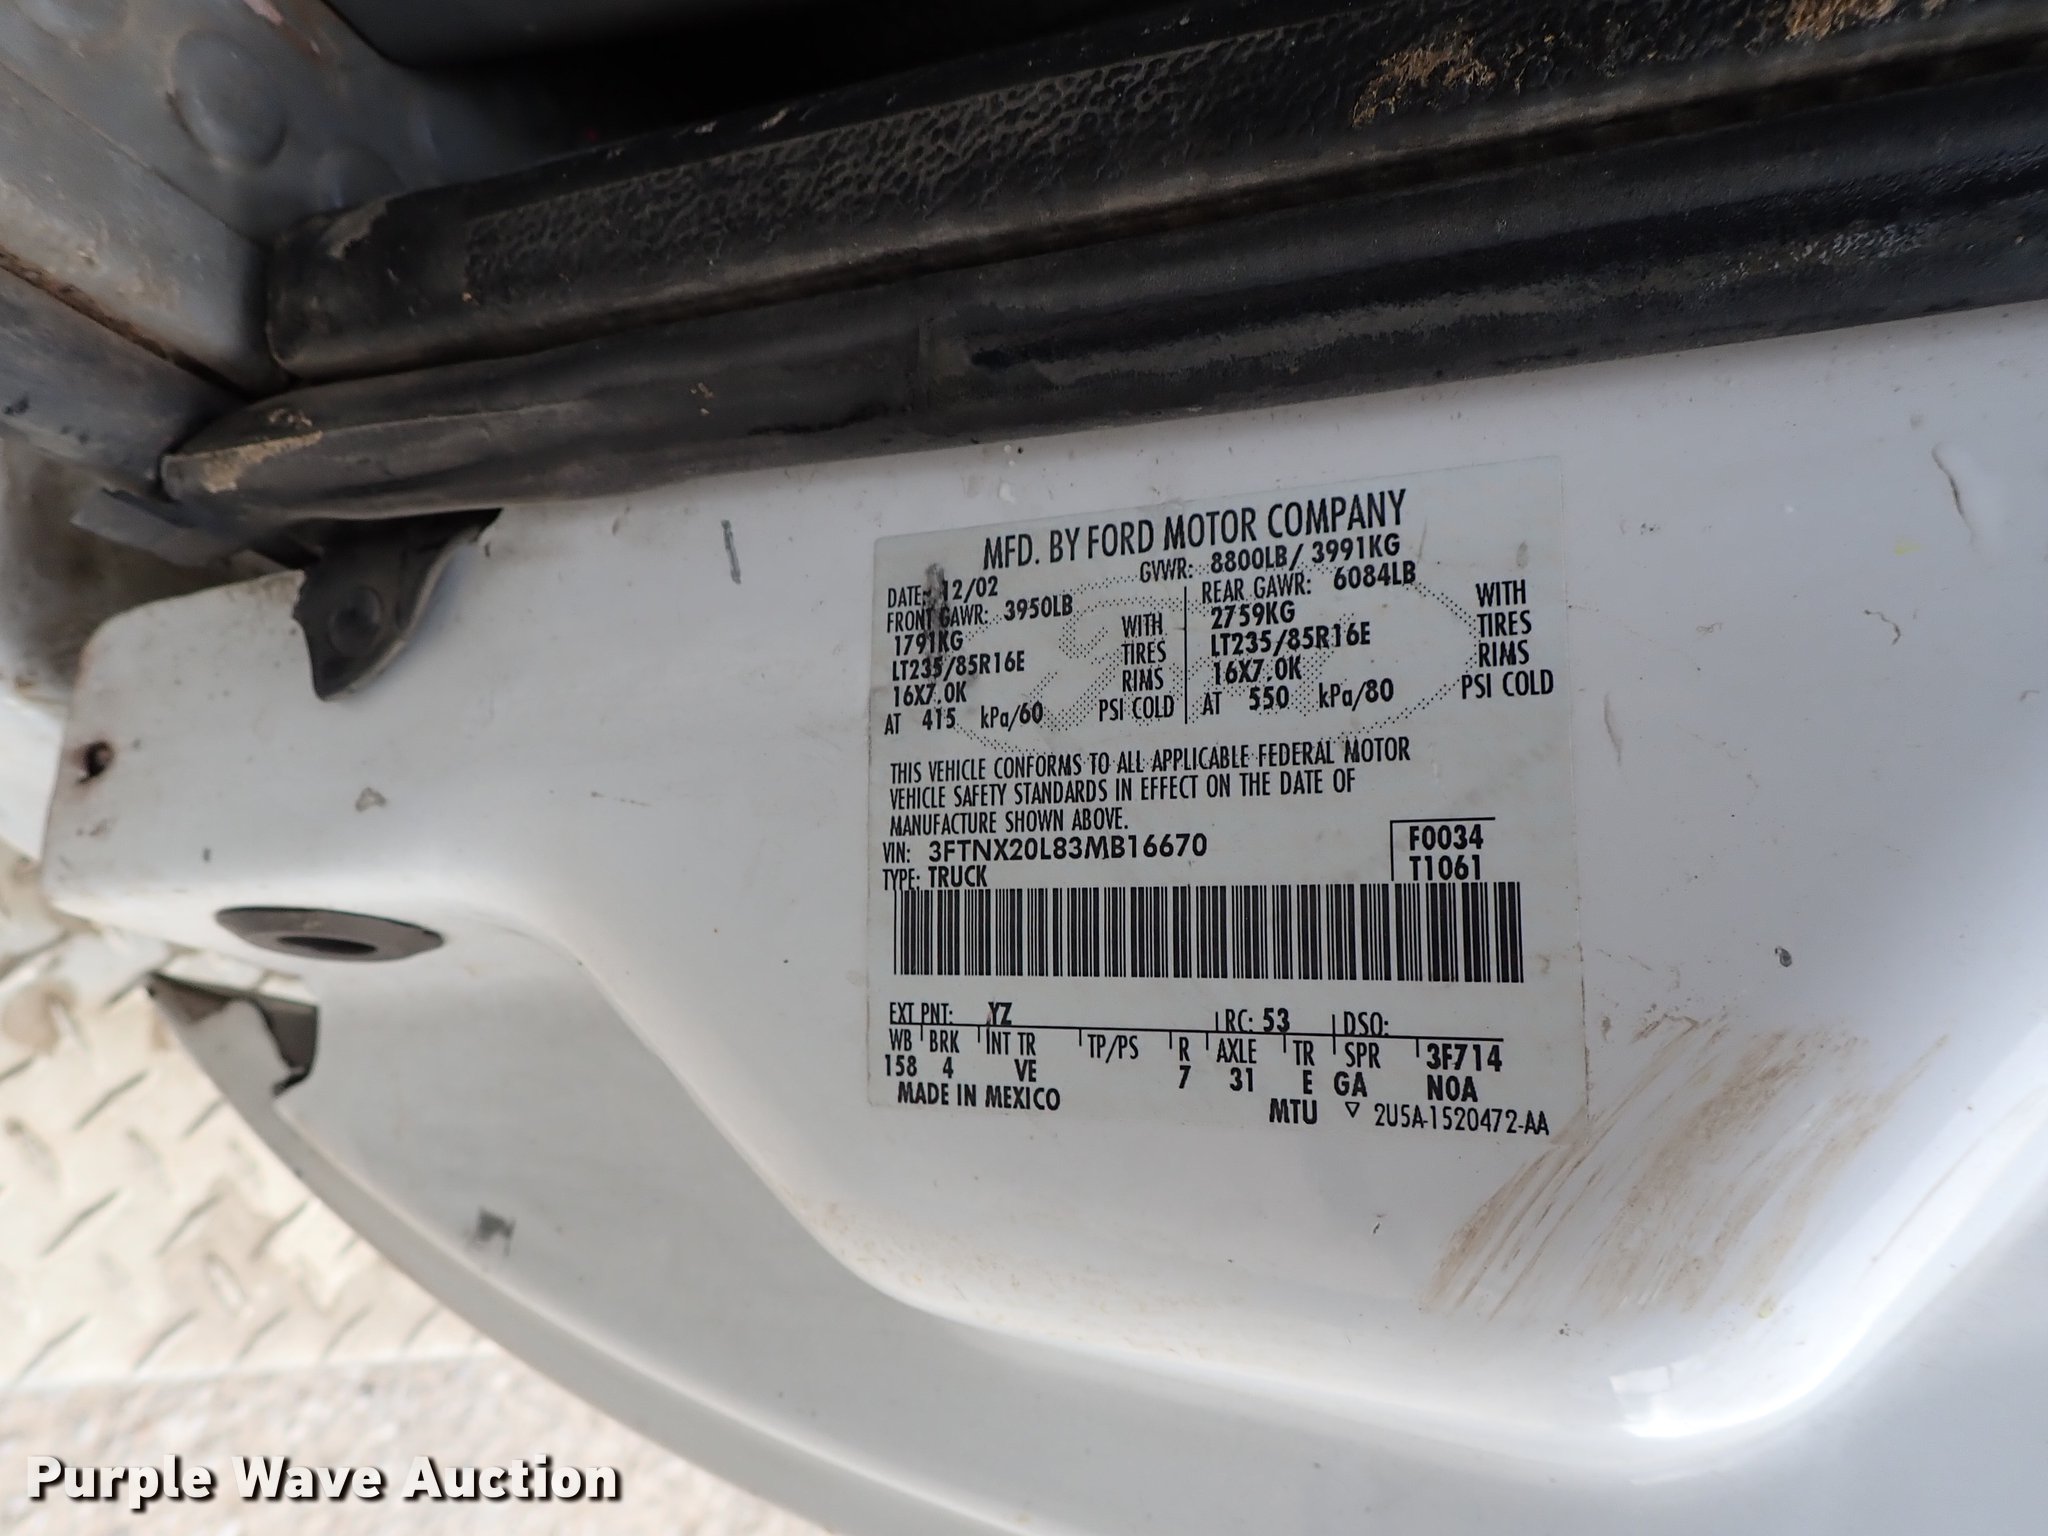 MFD. BY FORD MOTOR COMPANY
DATE: 12/02 GVWR: 8800LB/ 3991KG
FRONT GAWR: 3950LB REAR GAWR: 6084LB
1791KG WITH 2759KG WITH
LT235/85R16E TIRES LT235/85R16E TIRES
16X7.0K RIMS 16X7.0K RIMS
AT 415 kPa/60 PSI COLD AT 550 kPa/80 PSI COLD
THIS VEHICLE CONFORMS TO ALL APPLICABLE FEDERAL MOTOR
VEHICLE SAFETY STANDARDS IN EFFECT ON THE DATE OF
MANUFACTURE SHOWN ABOVE.
VIN: 3FTNX20L83MB16670 F0034
TYPE: TRUCK T1061
EXT PNT: YZ RC: 53 DSO:
WB BRK INT TR TP/PS R AXLE TR SPR 3F714
158 4 VE 7 31 E GA N0A
MADE IN MEXICO MTU ▽ 2U5A-1520472-AA
Purple Wave Auction